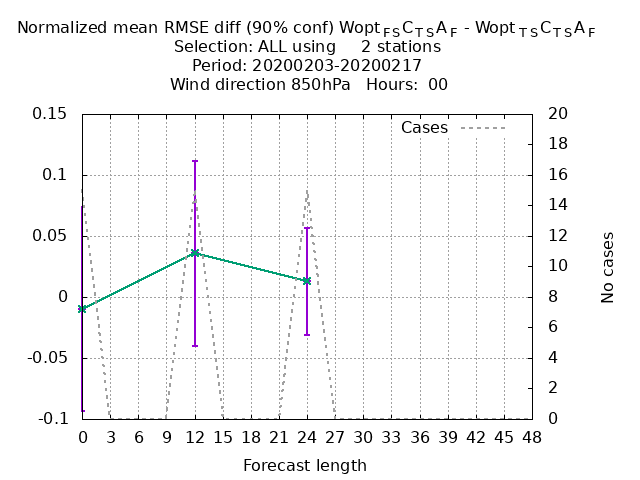 Normalized mean RMSE diff (90% conf) Wopt FS C TS A F - Wopt TS C TS A F
Selection: ALL using 2 stations
Period: 20200203-20200217
Wind direction 850hPa Hours: 00
Cases
0.15
0.1
0.05
0
-0.05
-0.1
20
18
16
14
12
10
8
6
4
2
0
No cases
0 3 6 9 12 15 18 21 24 27 30 33 36 39 42 45 48
Forecast length